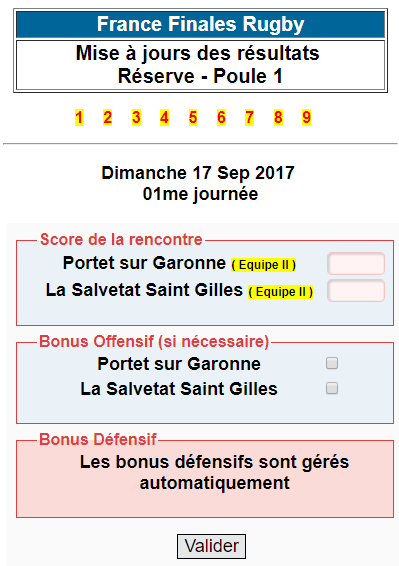 France Finales Rugby
Mise à jours des résultats
Réserve - Poule 1
1 2 3 4 5 6 7 8 9
Dimanche 17 Sep 2017
01me journée
Score de la rencontre
Portet sur Garonne ( Equipe II )
La Salvetat Saint Gilles ( Equipe II )
Bonus Offensif (si nécessaire)
Portet sur Garonne
La Salvetat Saint Gilles
Bonus Défensif
Les bonus défensifs sont gérés
automatiquement
Valider